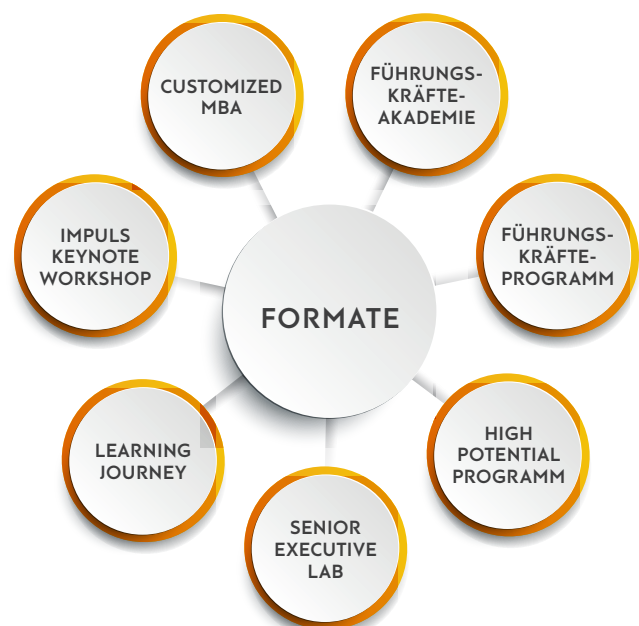 CUSTOMIZED
MBA
FÜHRUNGS-
KRÄFTE-
AKADEMIE
IMPULS
KEYNOTE
WORKSHOP
FÜHRUNGS-
KRÄFTE-
PROGRAMM
FORMATE
LEARNING
JOURNEY
HIGH
POTENTIAL
PROGRAMM
SENIOR
EXECUTIVE
LAB